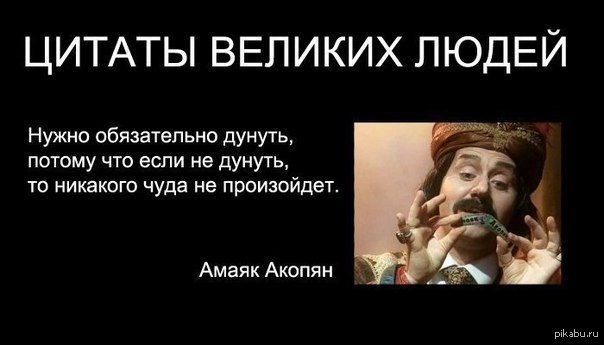 ЦИТАТЫ ВЕЛИКИХ ЛЮДЕЙ
Нужно обязательно дунуть,
потому что если не дунуть,
то никакого чуда не произойдет.
Амаяк Акопян
pikabu.ru